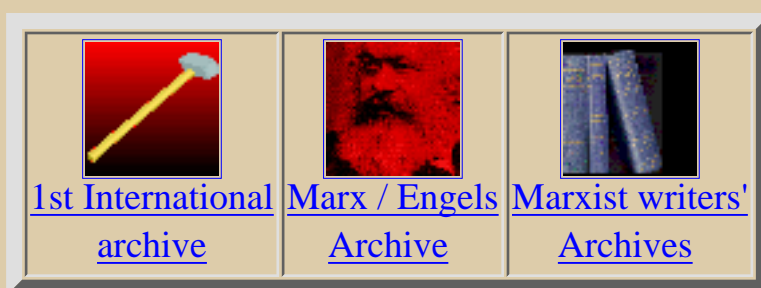 1st International
archive
Marx / Engels
Archive
Marxist writers'
Archives